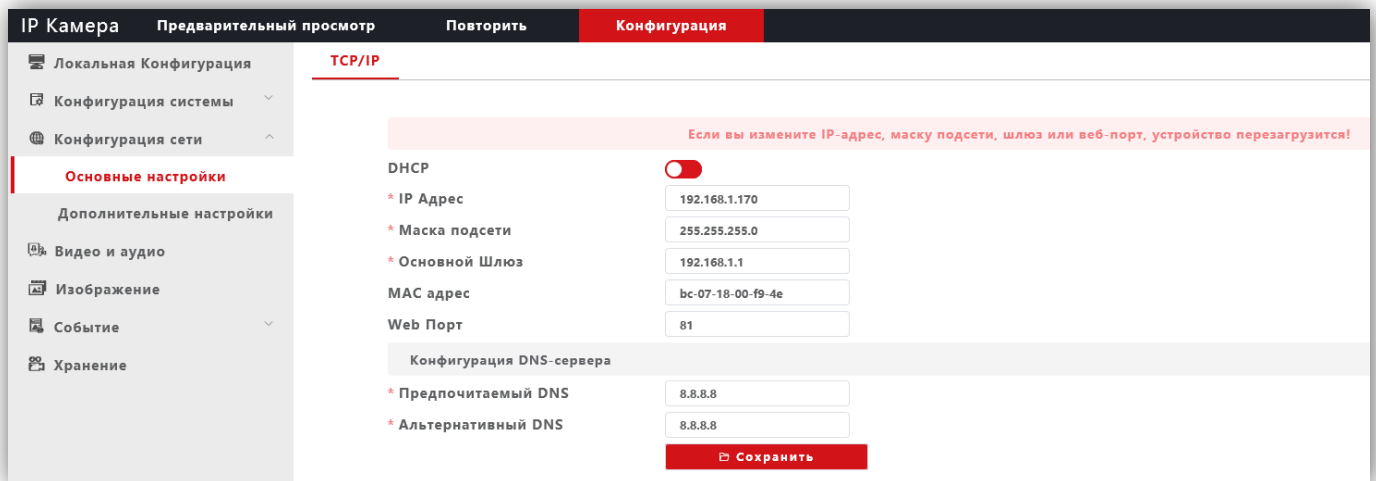 IP Камера Предварительный просмотр Повторить Конфигурация
Локальная Конфигурация
Конфигурация системы
Конфигурация сети
Основные настройки
Дополнительные настройки
Видео и аудио
Изображение
Событие
Хранение
TCP/IP
Если вы измените IP-адрес, маску подсети, шлюз или веб-порт, устройство перезагрузится!
DHCP
* IP Адрес 192.168.1.170
* Маска подсети 255.255.255.0
* Основной Шлюз 192.168.1.1
MAC адрес bc-07-18-00-f9-4e
Web Порт 81
Конфигурация DNS-сервера
* Предпочитаемый DNS 8.8.8.8
* Альтернативный DNS 8.8.8.8
Сохранить